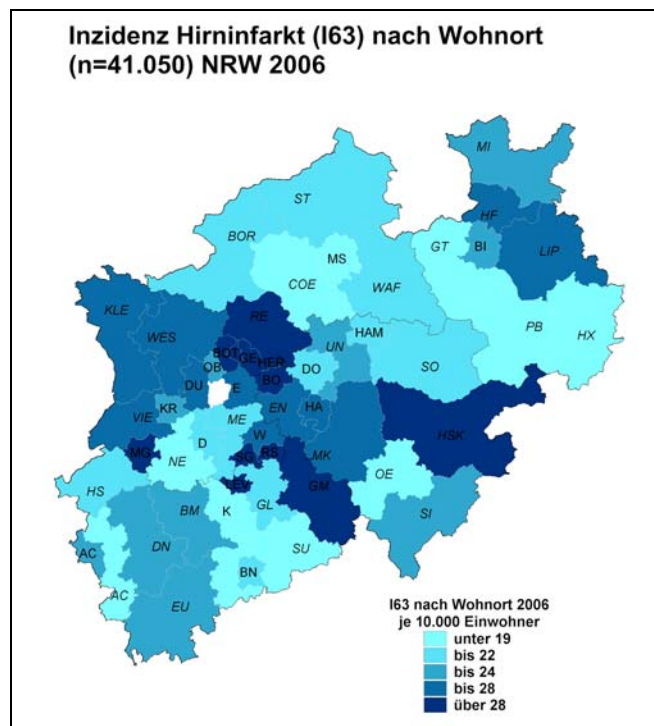 Inzidenz Hirninfarkt (I63) nach Wohnort
(n=41.050) NRW 2006
MI
ST
HF
BOR
GT
BI
LIP
MS
COE
WAF
KLE
RE
PB
HX
WES
UN
HAM
BOT
GE
HER
SO
OB
DO
BO
DU
E
KR
EN
HA
VIE
ME
HSK
D
W
MG
SG
RS
MK
NE
OE
LEV
GM
HS
BM
K
GL
SI
AC
DN
SU
BN
AC
EU
I63 nach Wohnort 2006
je 10.000 Einwohner
unter 19
bis 22
bis 24
bis 28
über 28